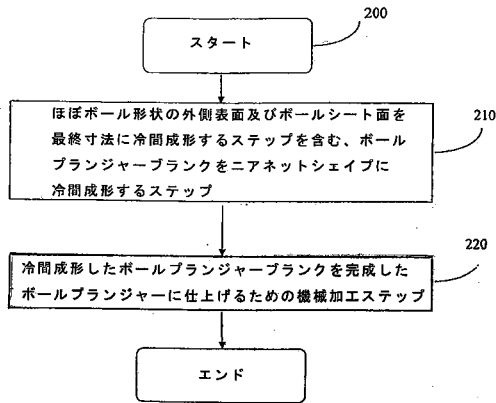 スタート
200
ほぼボール形状の外側表面及びボールシート面を
最終寸法に冷間成形するステップを含む、ボール
プランジャーブランクをニアネットシェイプに
冷間成形するステップ
210
220
冷間成形したボールプランジャーブランクを完成した
ボールプランジャーに仕上げるための機械加工ステップ
エンド